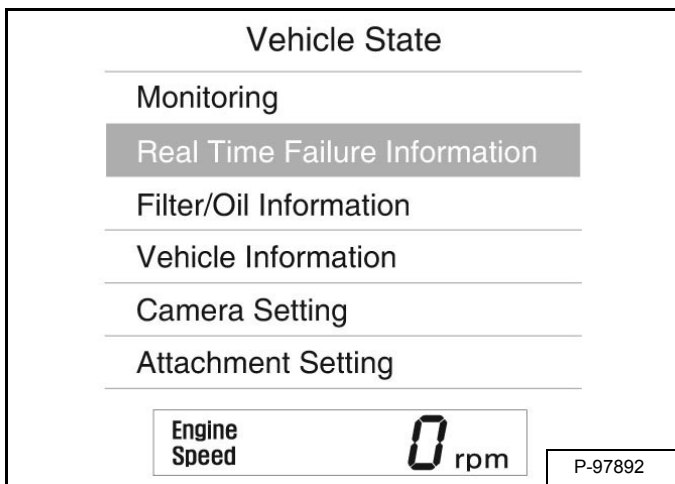 Vehicle State
Monitoring
Real Time Failure Information
Filter/Oil Information
Vehicle Information
Camera Setting
Attachment Setting
Engine
Speed
0 rpm
P-97892